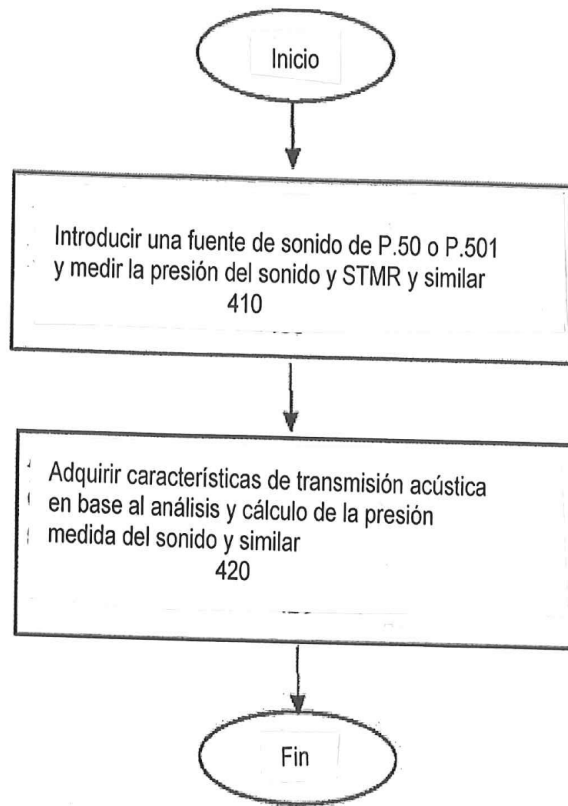 Inicio
Introducir una fuente de sonido de P.50 o P.501
y medir la presión del sonido y STMR y similar
410
Adquirir características de transmisión acústica
en base al análisis y cálculo de la presión
medida del sonido y similar
420
Fin